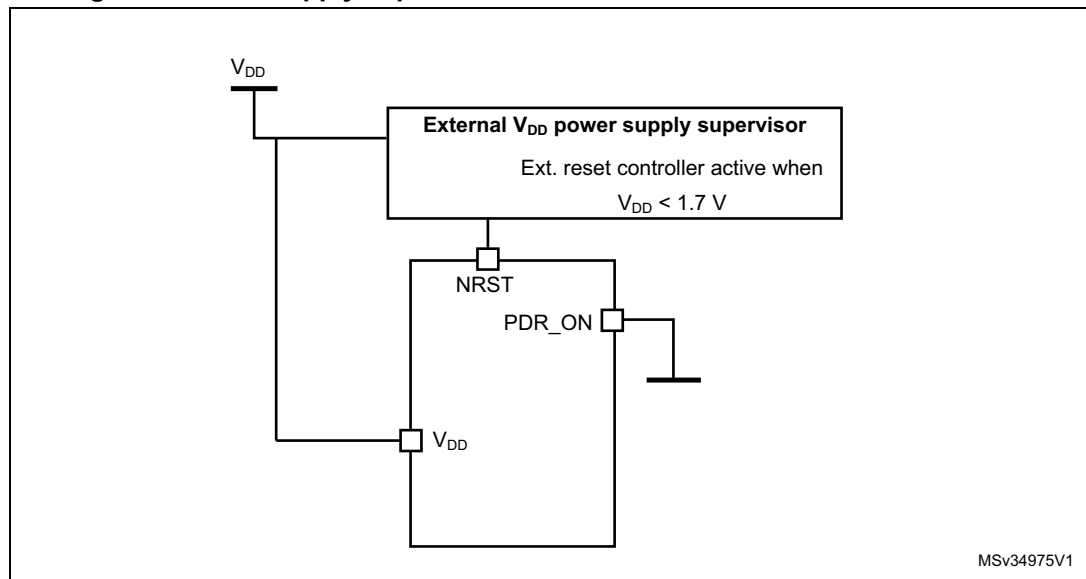 VDD
External VDD power supply supervisor
Ext. reset controller active when
VDD < 1.7 V
NRST
PDR_ON
VDD
MSv34975V1